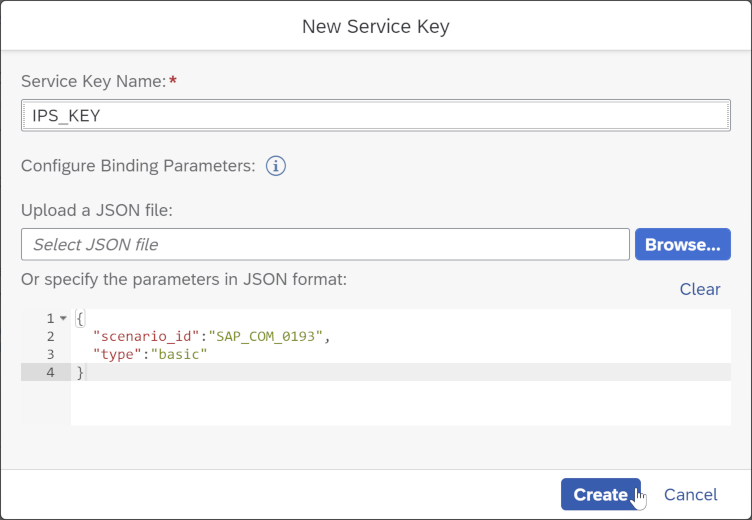 New Service Key
Service Key Name:*
IPS_KEY
Configure Binding Parameters: i
Upload a JSON file:
Select JSON file Browse...
Or specify the parameters in JSON format:
Clear
1 {
2 "scenario_id":"SAP_COM_0193",
3 "type":"basic"
4 }
Create Cancel